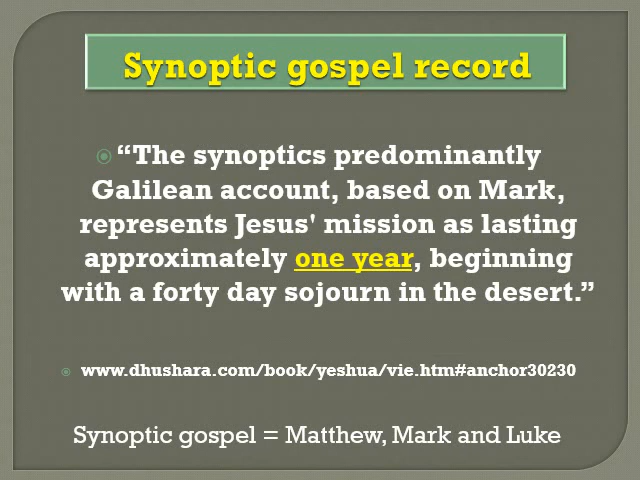 Synoptic gospel record
“The synoptics predominantly
Galilean account, based on Mark,
represents Jesus' mission as lasting
approximately one year, beginning
with a forty day sojourn in the desert.”
www.dhushara.com/book/yeshua/vie.htm#anchor30230
Synoptic gospel = Matthew, Mark and Luke